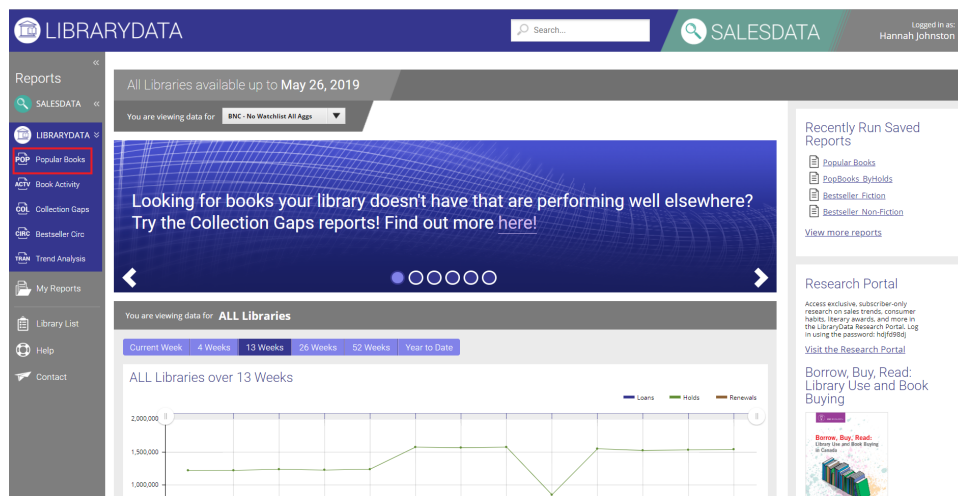 LIBRARYDATA
Search...
SALESDATA
Logged in as:
Hannah Johnston
«
Reports
SALESDATA «
LIBRARYDATA
POP Popular Books
ACTV Book Activity
COL Collection Gaps
CIRC Bestseller Circ
TRAN Trend Analysis
My Reports
Library List
Help
Contact
All Libraries available up to May 26, 2019
You are viewing data for BNC - No Watchlist All Aggs
Looking for books your library doesn't have that are performing well elsewhere?
Try the Collection Gaps reports! Find out more here!
You are viewing data for ALL Libraries
Current Week 4 Weeks 13 Weeks 26 Weeks 52 Weeks Year to Date
ALL Libraries over 13 Weeks
Loans Holds Renewals
2,000,000
1,500,000
1,000,000
Recently Run Saved
Reports
Popular Books
PopBooks_ByHolds
Bestseller_Fiction
Bestseller_Non-Fiction
View more reports
Research Portal
Access exclusive, subscriber-only
research on sales trends, consumer
habits, literary awards, and more in
the LibraryData Research Portal. Log
in using the password: hdjfd98dj
Visit the Research Portal
Borrow, Buy, Read:
Library Use and Book
Buying
Borrow, Buy, Read:
Library Use and Book Buying
in Canada